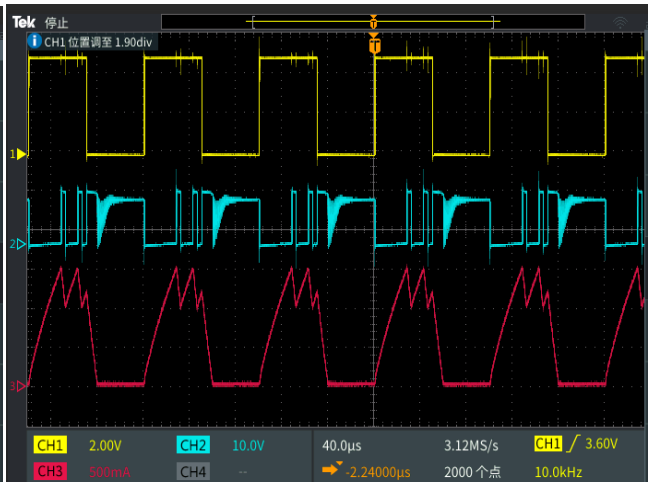 Tek 停止
CH1 位置调至 1.90div
T
T
1
2
3
CH1 2.00V CH2 10.0V 40.0µs 3.12MS/s CH1 3.60V
CH3 500mA CH4 -- -2.24000µs 2000 个点 10.0kHz